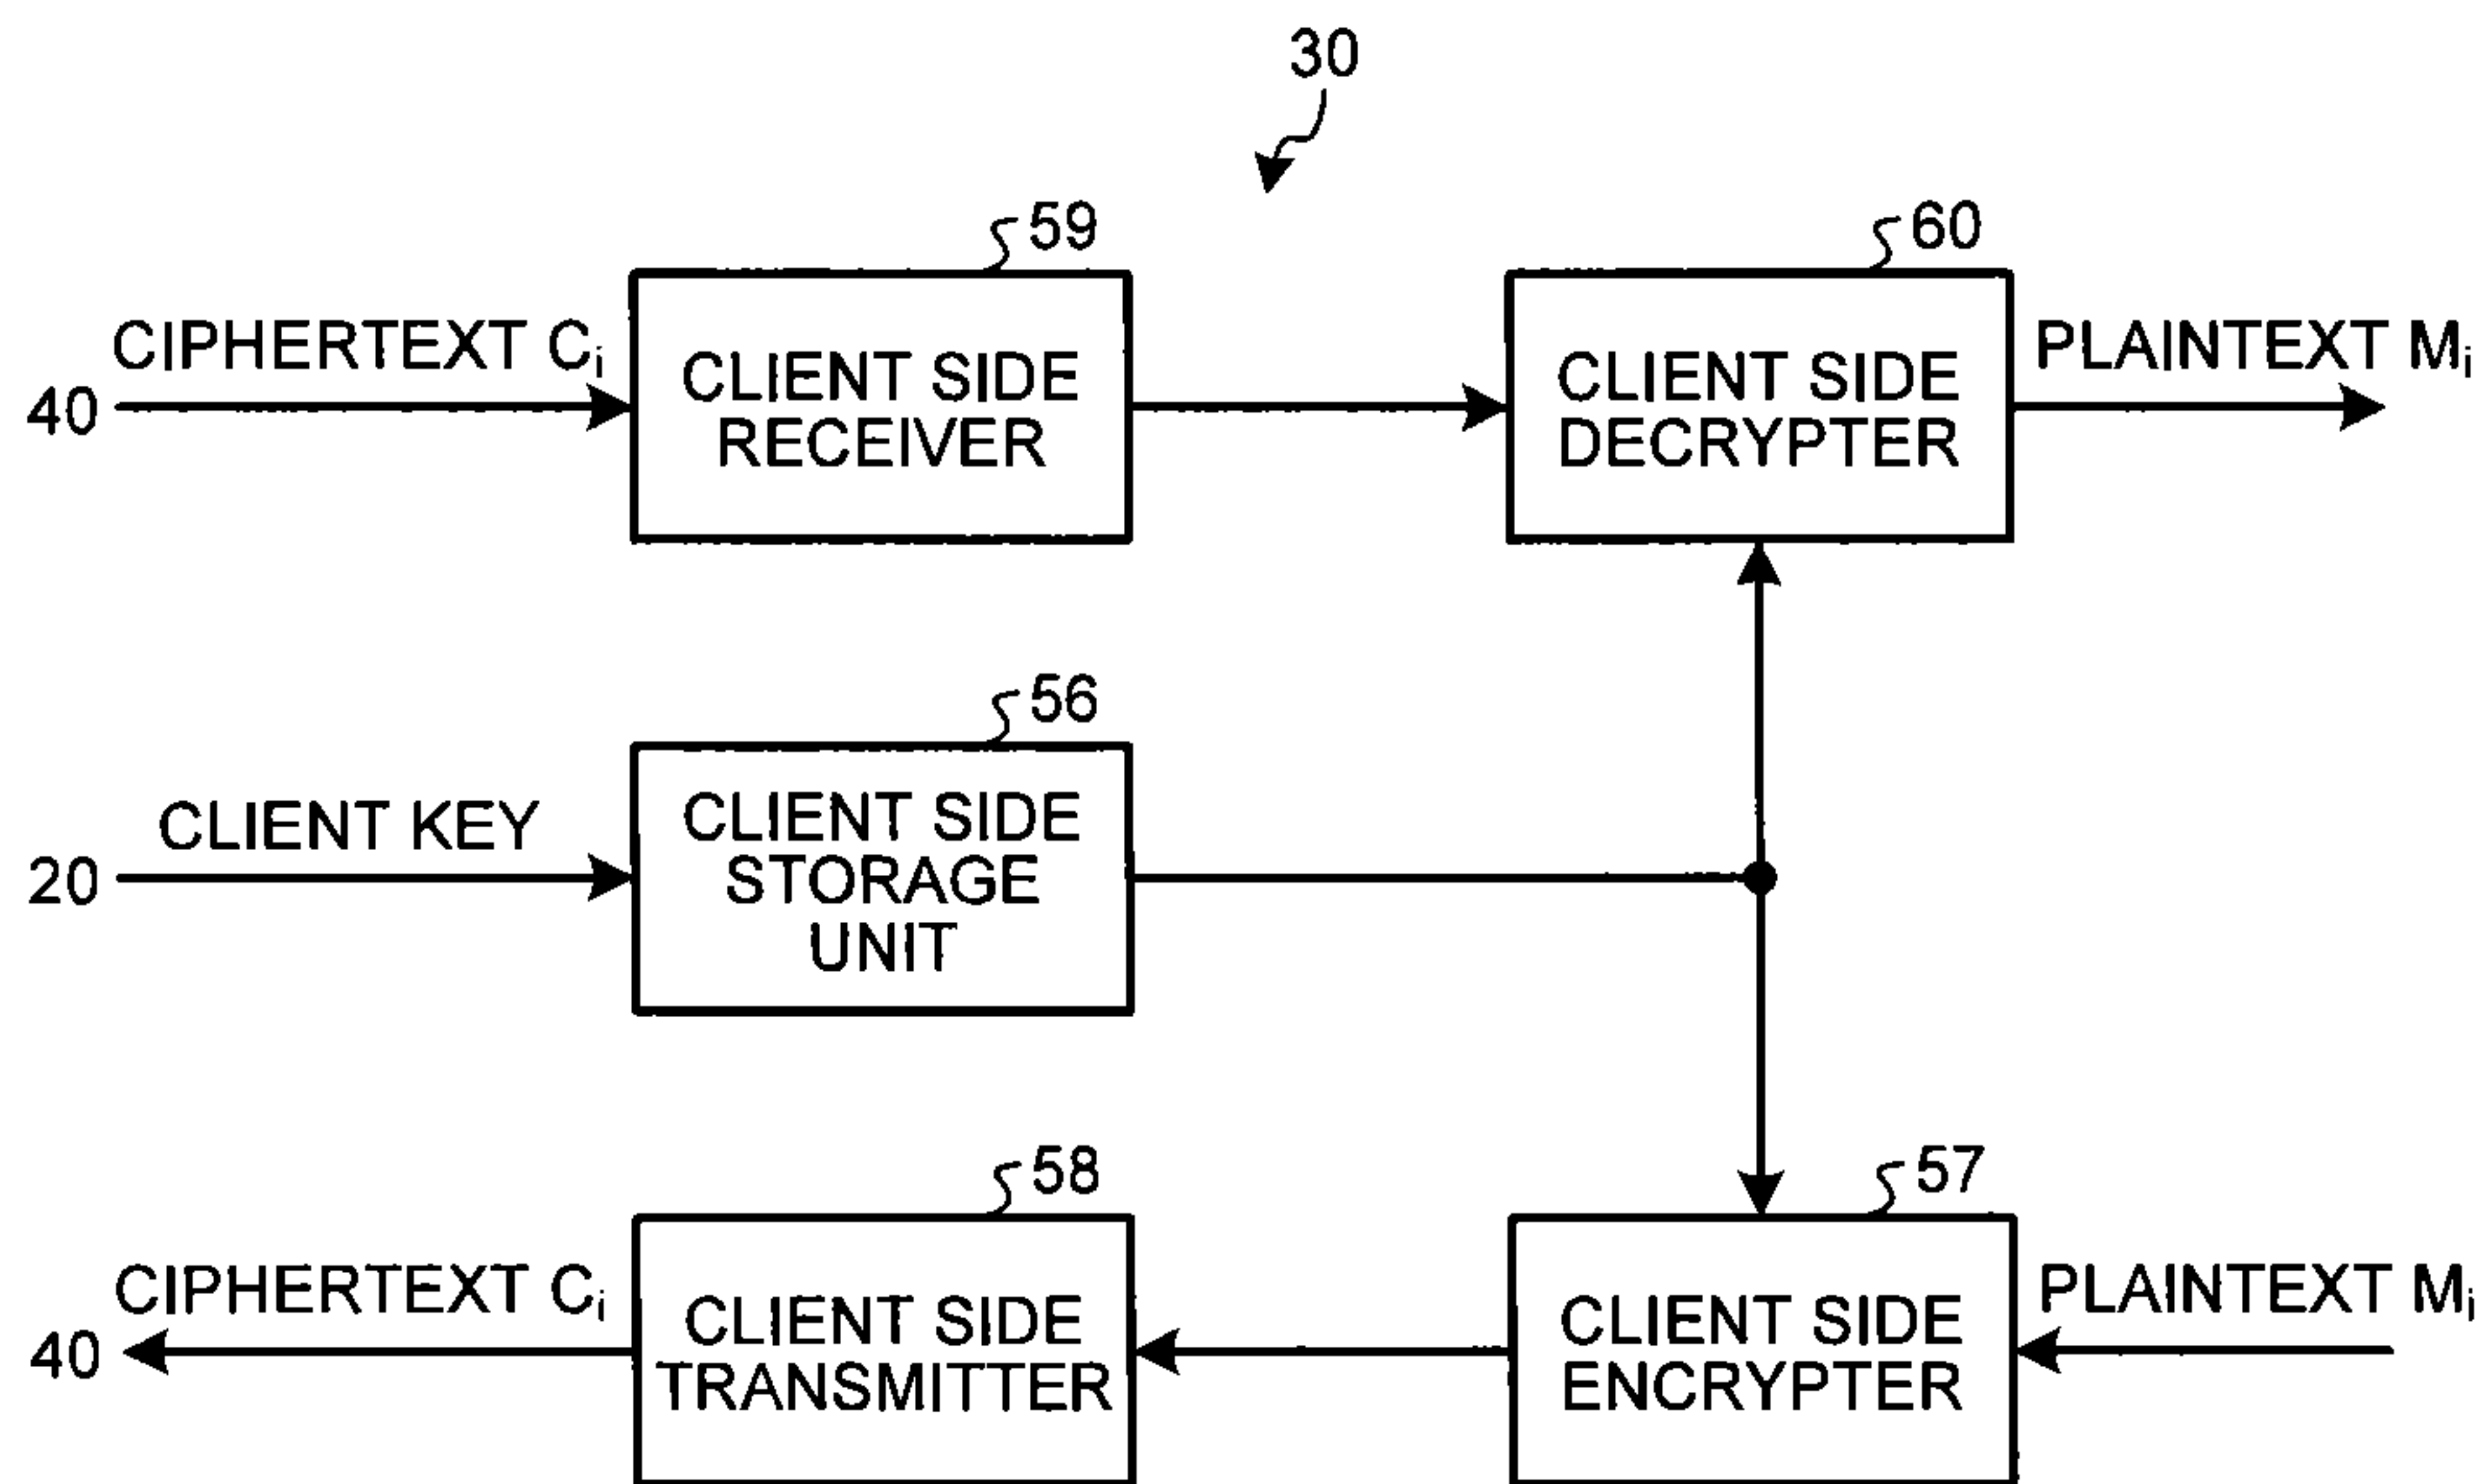 30
59
60
CIPHERTEXT Ci
40
CLIENT SIDE
RECEIVER
CLIENT SIDE
DECRYPTER
PLAINTEXT Mi
56
CLIENT KEY
20
CLIENT SIDE
STORAGE
UNIT
58
57
CIPHERTEXT Ci
40
CLIENT SIDE
TRANSMITTER
CLIENT SIDE
ENCRYPTER
PLAINTEXT Mi